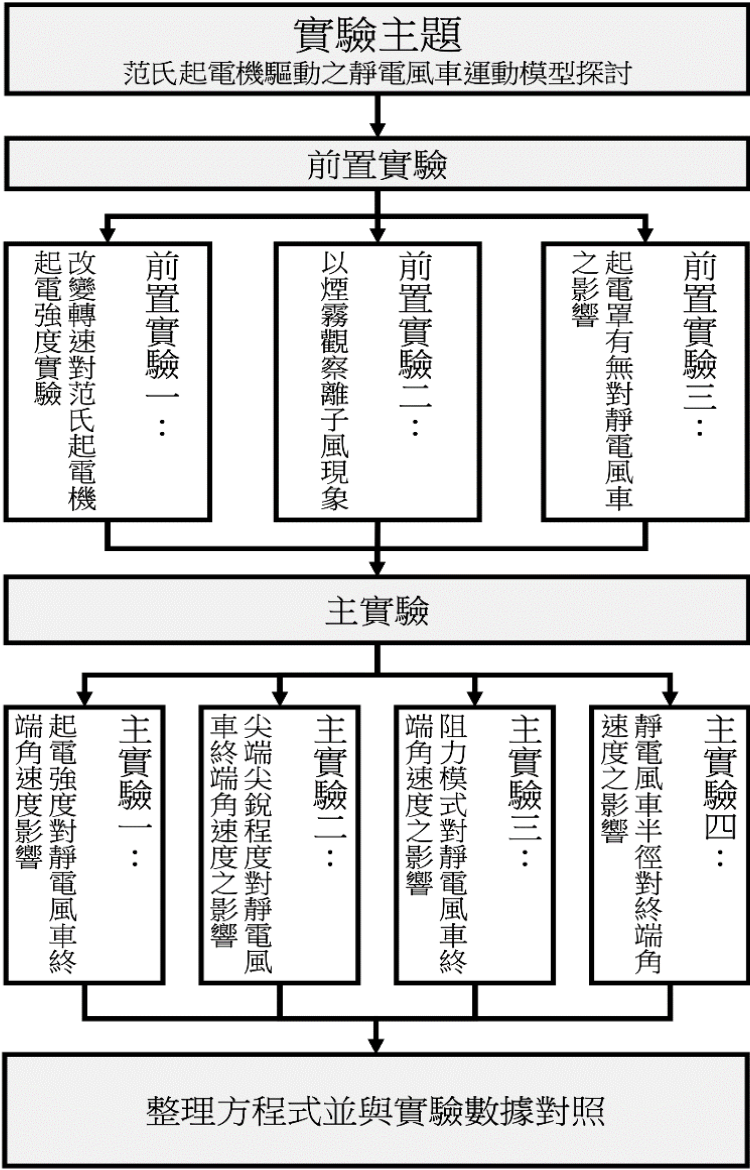 實驗主題
范氏起電機驅動之靜電風車運動模型探討
前置實驗
前置實驗一：
改變轉速對范氏起電機
起電強度實驗
前置實驗二：
以煙霧觀察離子風現象
前置實驗三：
起電罩有無對靜電風車
之影響
主實驗
主實驗一：
起電強度對靜電風車終
端角速度影響
主實驗二：
尖端尖銳程度對靜電風
車終端角速度之影響
主實驗三：
阻力模式對靜電風車終
端角速度之影響
主實驗四：
靜電風車半徑對終端角
速度之影響
整理方程式並與實驗數據對照